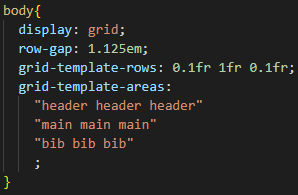 body{
display: grid;
row-gap: 1.125em;
grid-template-rows: 0.1fr 1fr 0.1fr;
grid-template-areas:
"header header header"
"main main main"
"bib bib bib"
;
}